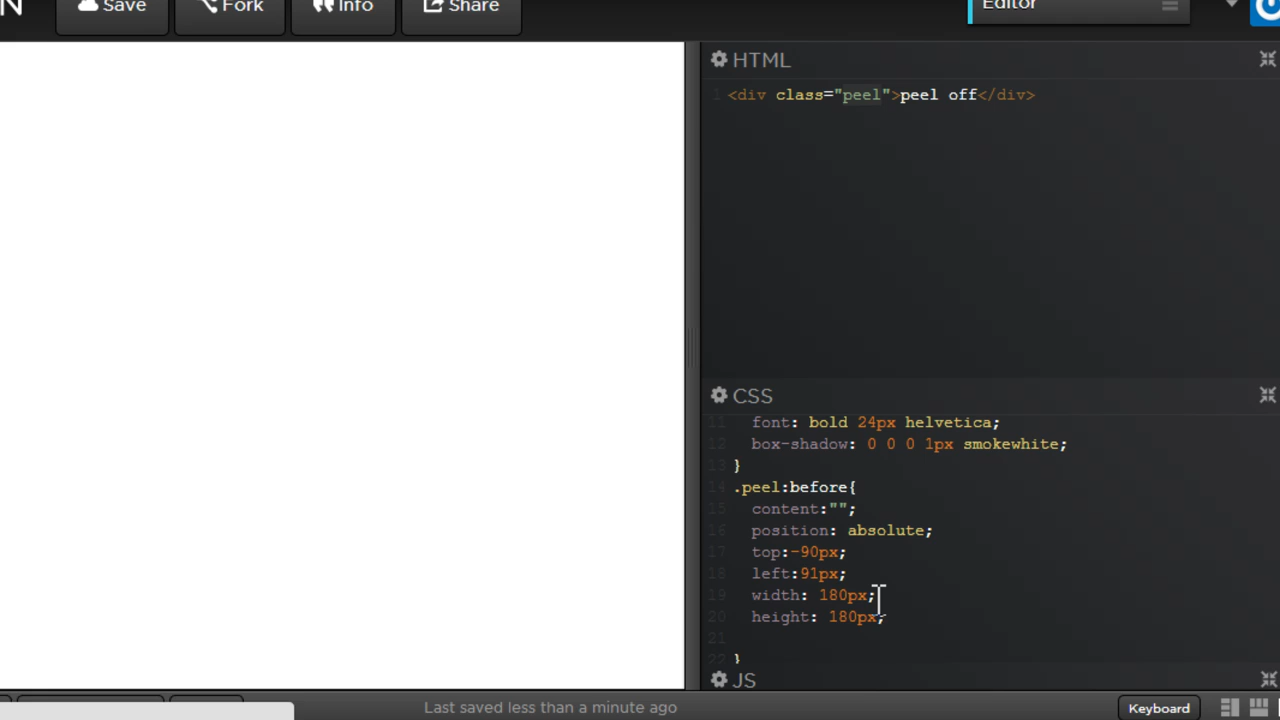 N
Save
Fork
Info
Share
Editor
HTML
1 <div class="peel">peel off</div>
CSS
11 font: bold 24px helvetica;
12 box-shadow: 0 0 0 1px smokewhite;
13 }
14 .peel:before{
15 content:"";
16 position: absolute;
17 top:-90px;
18 left:91px;
19 width: 180px;
20 height: 180px;
21
22 }
JS
Last saved less than a minute ago
Keyboard